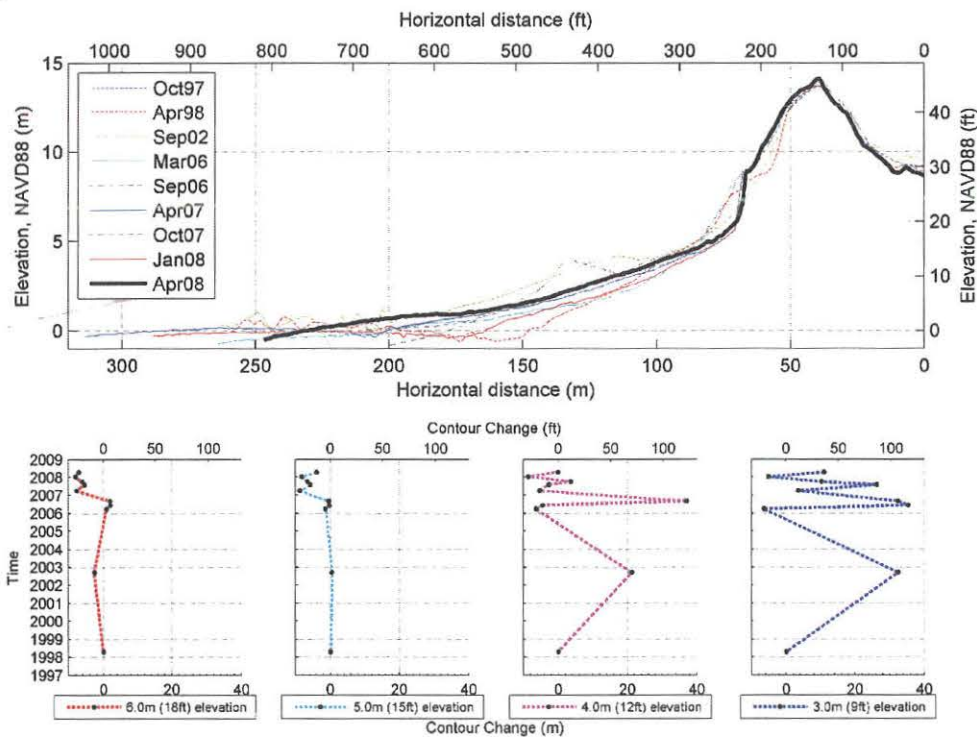 Horizontal distance (ft)
1000 900 800 700 600 500 400 300 200 100 0
15 10 5 0
Elevation, NAVD88 (m)
Oct97
Apr98
Sep02
Mar06
Sep06
Apr07
Oct07
Jan08
Apr08
40 30 20 10 0
Elevation, NAVD88 (ft)
300 250 200 150 100 50 0
Horizontal distance (m)
Contour Change (ft)
0 50 100 0 50 100 0 50 100 0 50 100
2009
2008
2007
2006
2004
2003
2002
2001
2000
1999
1998
1997
Time
0 20 40 0 20 40 0 20 40 0 20 40
6.0m (18ft) elevation 5.0m (15ft) elevation 4.0m (12ft) elevation 3.0m (9ft) elevation
Contour Change (m)